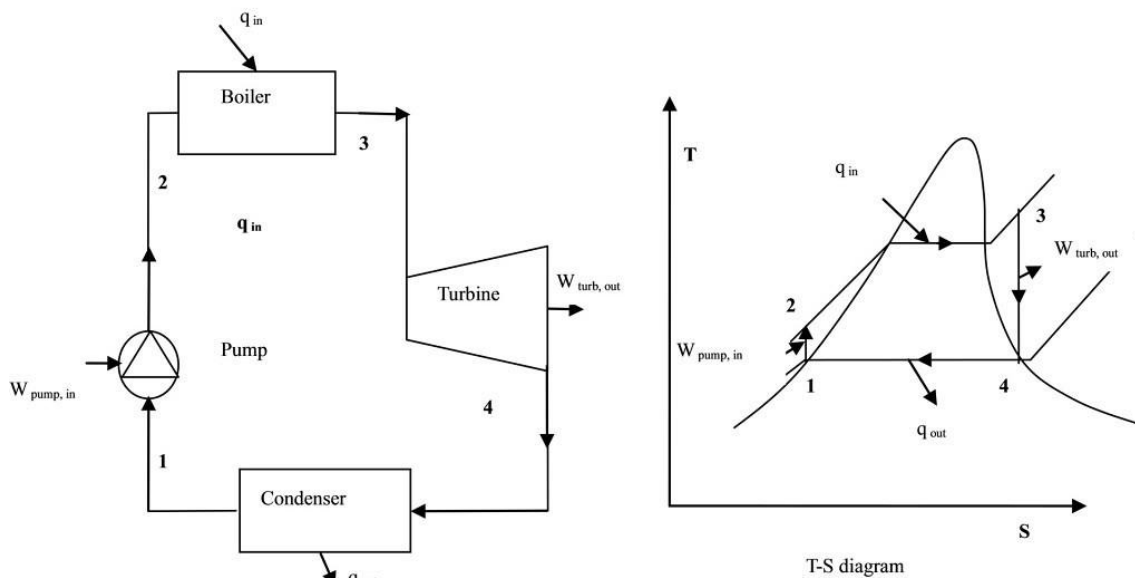 q in
Boiler
3
2
q in
Turbine
W turb, out
Pump
W pump, in
4
1
Condenser
T
q in
3
W turb, out
2
W pump, in
1
4
q out
S
T-S diagram